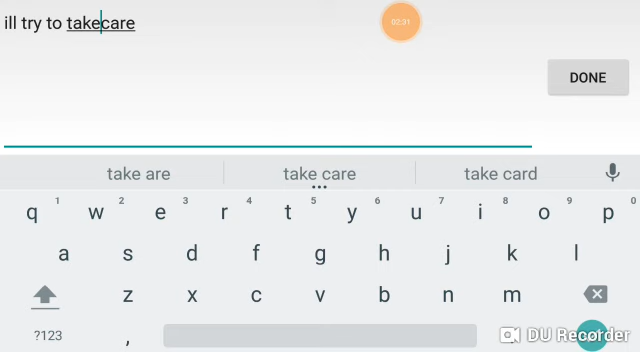 ill try to takecare
02:31
DONE
take are take care take card
q 1 w 2 e 3 r 4 t 5 y 6 u 7 i 8 o 9 p 0
a s d f g h j k l
z x c v b n m
?123 , DU Recorder